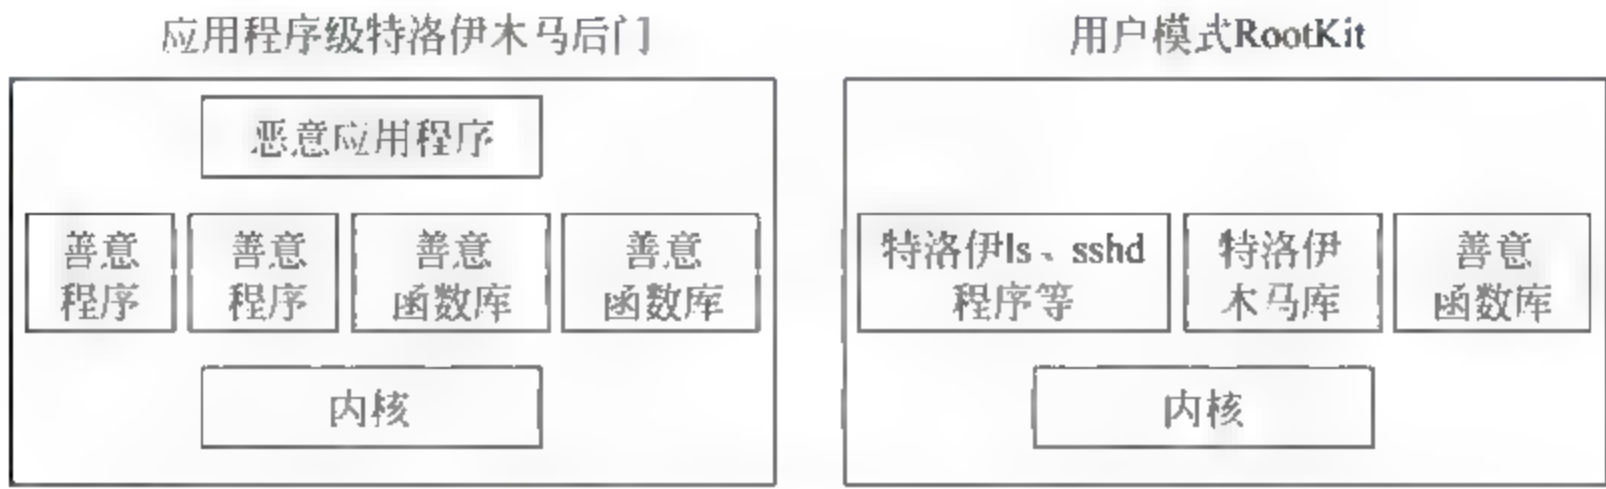 应用程序级特洛伊木马后门
用户模式RootKit
恶意应用程序
善意
程序
善意
程序
善意
函数库
善意
函数库
特洛伊ls、sshd
程序等
特洛伊
木马库
善意
函数库
内核
内核